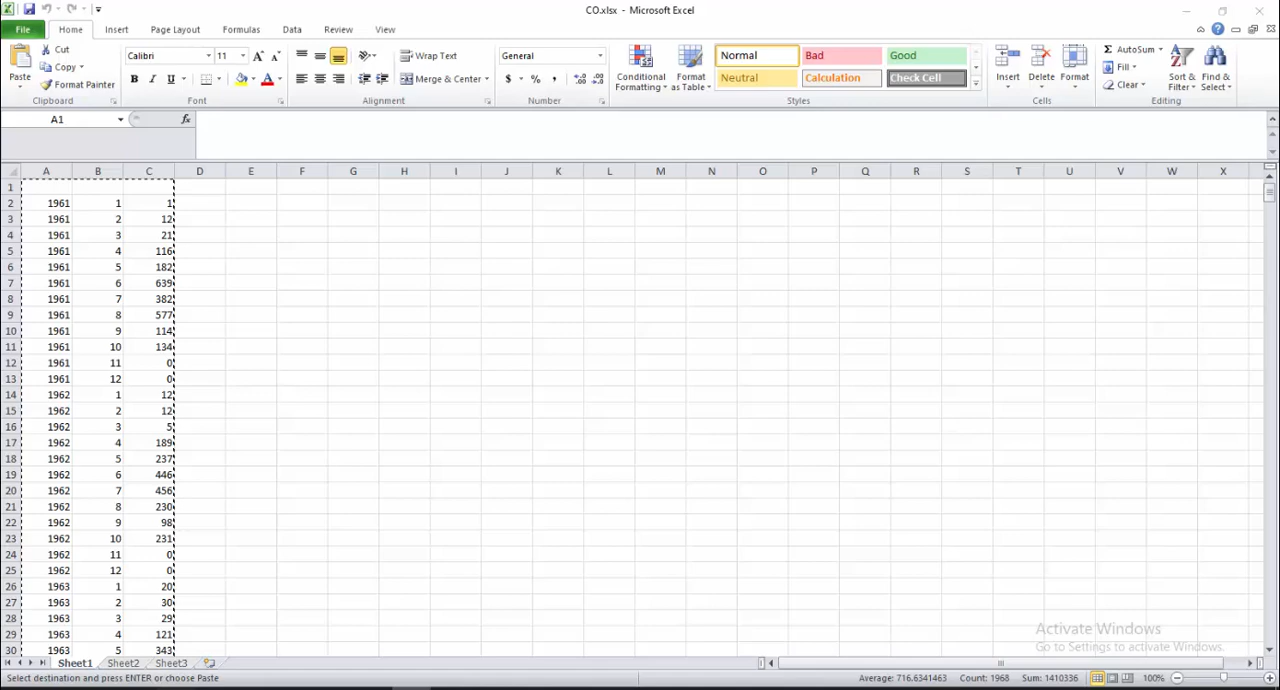 CO.xlsx - Microsoft Excel
File Home Insert Page Layout Formulas Data Review View
Cut
Copy
Format Painter
Paste
Clipboard
Calibri 11
B I U
Font
Wrap Text
Merge & Center
Alignment
General
$ % ,
Number
Conditional Formatting
Format as Table
Normal Bad Good
Neutral Calculation Check Cell
Styles
Insert Delete Format
Cells
AutoSum
Fill
Clear
Sort & Filter
Find & Select
Editing
A1 fx
A B C D E F G H I J K L M N O P Q R S T U V W X
1
2 1961 1 1
3 1961 2 12
4 1961 3 21
5 1961 4 116
6 1961 5 182
7 1961 6 639
8 1961 7 382
9 1961 8 577
10 1961 9 114
11 1961 10 134
12 1961 11 0
13 1961 12 0
14 1962 1 12
15 1962 2 12
16 1962 3 5
17 1962 4 189
18 1962 5 237
19 1962 6 446
20 1962 7 456
21 1962 8 230
22 1962 9 98
23 1962 10 231
24 1962 11 0
25 1962 12 0
26 1963 1 20
27 1963 2 30
28 1963 3 29
29 1963 4 121
30 1963 5 343
Activate Windows
Go to Settings to activate Windows.
Sheet1 Sheet2 Sheet3
Select destination and press ENTER or choose Paste Average: 716.6341463 Count: 1968 Sum: 1410336 100%